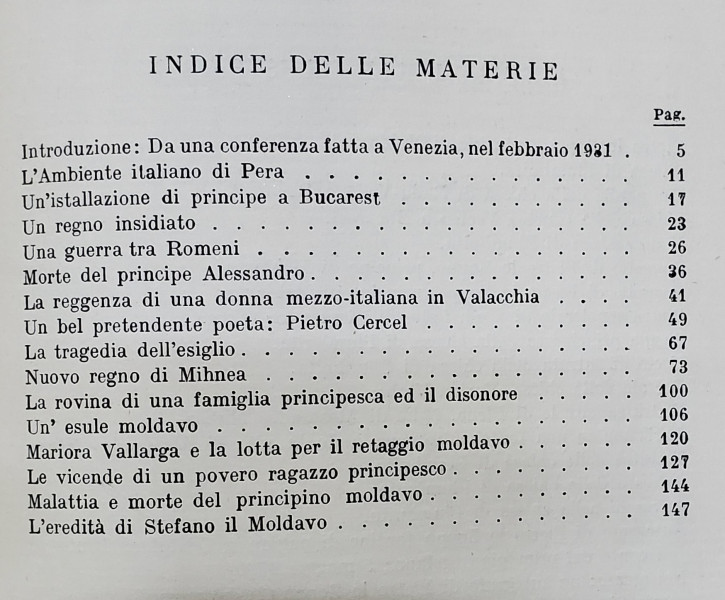 INDICE DELLE MATERIE
Pag.
Introduzione: Da una conferenza fatta a Venezia, nel febbraio 1931 . 5
L'Ambiente italiano di Pera . . . . . . . . . . . . . . . 11
Un'istallazione di principe a Bucarest . . . . . . . . . . 17
Un regno insidiato . . . . . . . . . . . . . . . . . . 23
Una guerra tra Romeni . . . . . . . . . . . . . . . . 26
Morte del principe Alessandro . . . . . . . . . . . . . 36
La reggenza di una donna mezzo-italiana in Valacchia . . . . 41
Un bel pretendente poeta: Pietro Cercel . . . . . . . . . 49
La tragedia dell'esiglio . . . . . . . . . . . . . . . . 67
Nuovo regno di Mihnea . . . . . . . . . . . . . . . . 73
La rovina di una famiglia principesca ed il disonore . . . . . 100
Un' esule moldavo . . . . . . . . . . . . . . . . . . 106
Mariora Vallarga e la lotta per il retaggio moldavo . . . . . 120
Le vicende di un povero ragazzo principesco . . . . . . . . 127
Malattia e morte del principino moldavo . . . . . . . . . 144
L'eredità di Stefano il Moldavo . . . . . . . . . . . . . 147